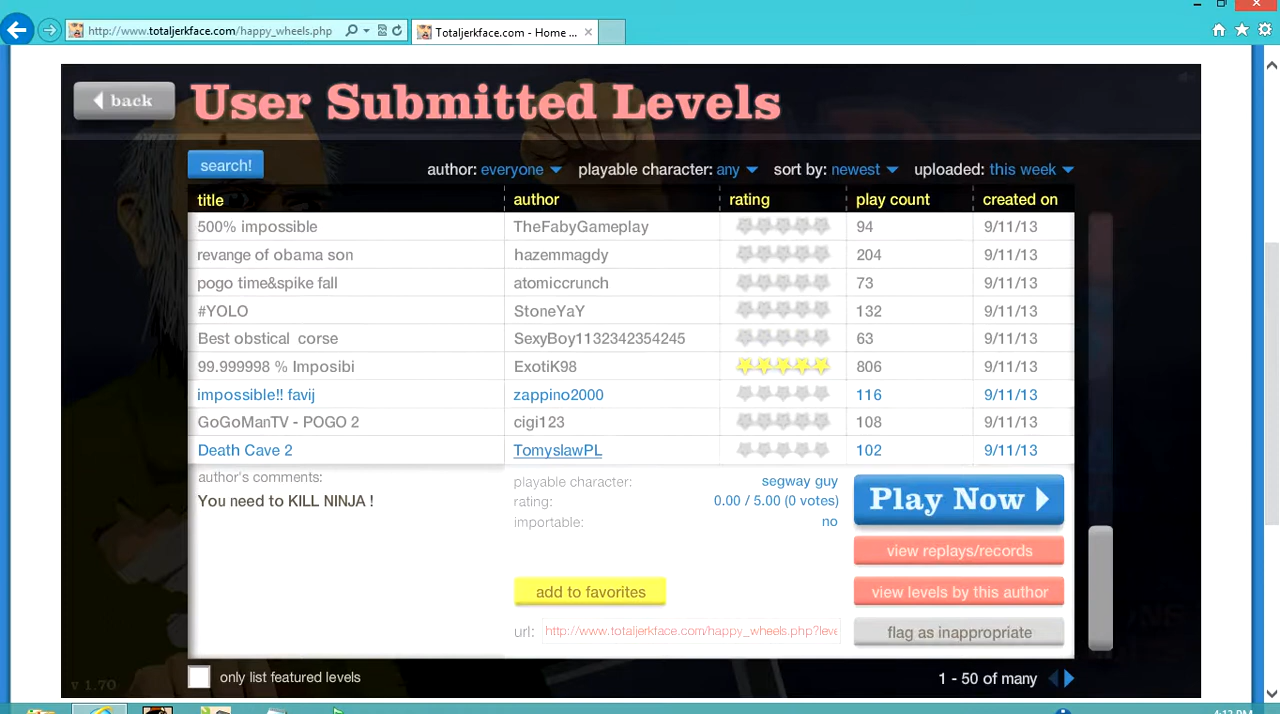 http://www.totaljerkface.com/happy_wheels.php
Totaljerkface.com - Home ...
back
User Submitted Levels
search!
author: everyone playable character: any sort by: newest uploaded: this week
title author rating play count created on
500% impossible TheFabyGameplay 94 9/11/13
revange of obama son hazemmagdy 204 9/11/13
pogo time&spike fall atomiccrunch 73 9/11/13
#YOLO StoneYaY 132 9/11/13
Best obstical  corse SexyBoy1132342354245 63 9/11/13
99.999998 % Imposibi ExotiK98 806 9/11/13
impossible!! favij zappino2000 116 9/11/13
GoGoManTV - POGO 2 cigi123 108 9/11/13
Death Cave 2 TomyslawPL 102 9/11/13
author's comments:
You need to KILL NINJA !
playable character: segway guy
rating: 0.00 / 5.00 (0 votes)
importable: no
add to favorites
url: http://www.totaljerkface.com/happy_wheels.php?leve
Play Now
view replays/records
view levels by this author
flag as inappropriate
only list featured levels
1 - 50 of many
v 1.70
4:13 PM